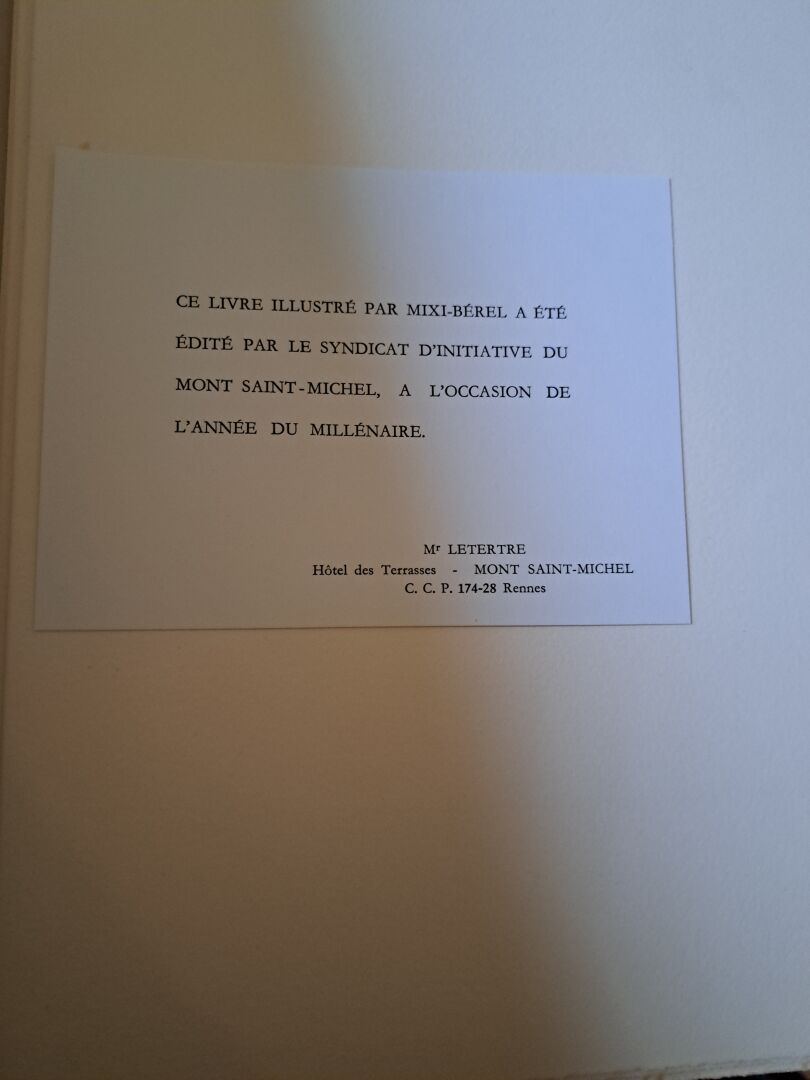 CE LIVRE ILLUSTRÉ PAR MIXI-BÉREL A ÉTÉ
ÉDITÉ PAR LE SYNDICAT D'INITIATIVE DU
MONT SAINT-MICHEL, A L'OCCASION DE
L'ANNÉE DU MILLÉNAIRE.
Mr LETERTRE
Hôtel des Terrasses - MONT SAINT-MICHEL
C. C. P. 174-28 Rennes